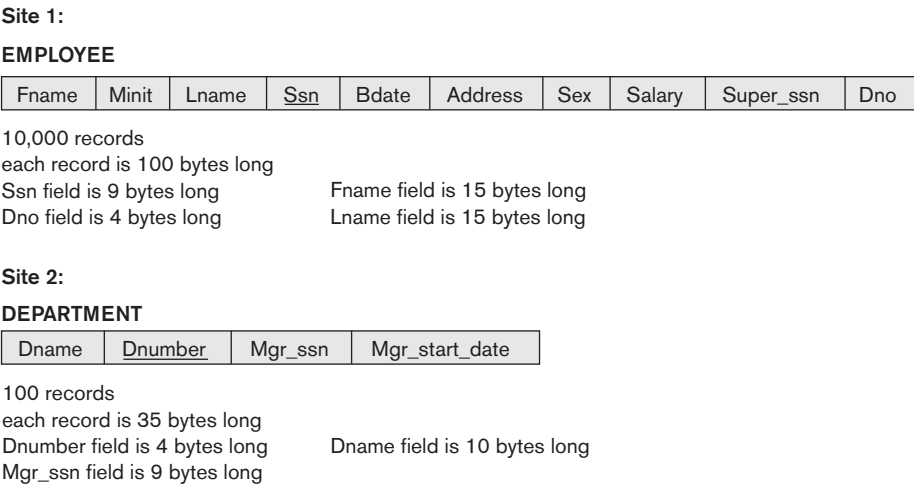 Site 1:
EMPLOYEE
Fname Minit Lname Ssn Bdate Address Sex Salary Super_ssn Dno
10,000 records
each record is 100 bytes long
Ssn field is 9 bytes long Fname field is 15 bytes long
Dno field is 4 bytes long Lname field is 15 bytes long
Site 2:
DEPARTMENT
Dname Dnumber Mgr_ssn Mgr_start_date
100 records
each record is 35 bytes long
Dnumber field is 4 bytes long Dname field is 10 bytes long
Mgr_ssn field is 9 bytes long